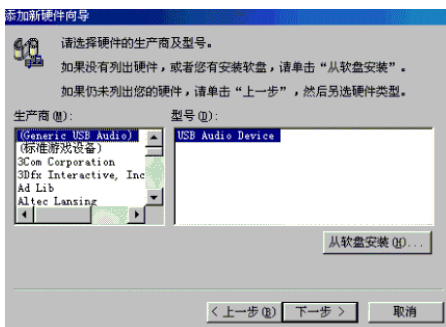 添加新硬件向导
请选择硬件的生产商及型号。
如果没有列出硬件，或者您有安装软盘，请单击“从软盘安装”。
如果仍未列出您的硬件，请单击“上一步”，然后另选硬件类型。
生产商(M):
型号(D):
(Generic USB Audio)
(标准游戏设备)
3Com Corporation
3Dfx Interactive, Inc
Ad Lib
Altec Lansing
USB Audio Device
从软盘安装(H)...
<上一步(B)
下一步 >
取消